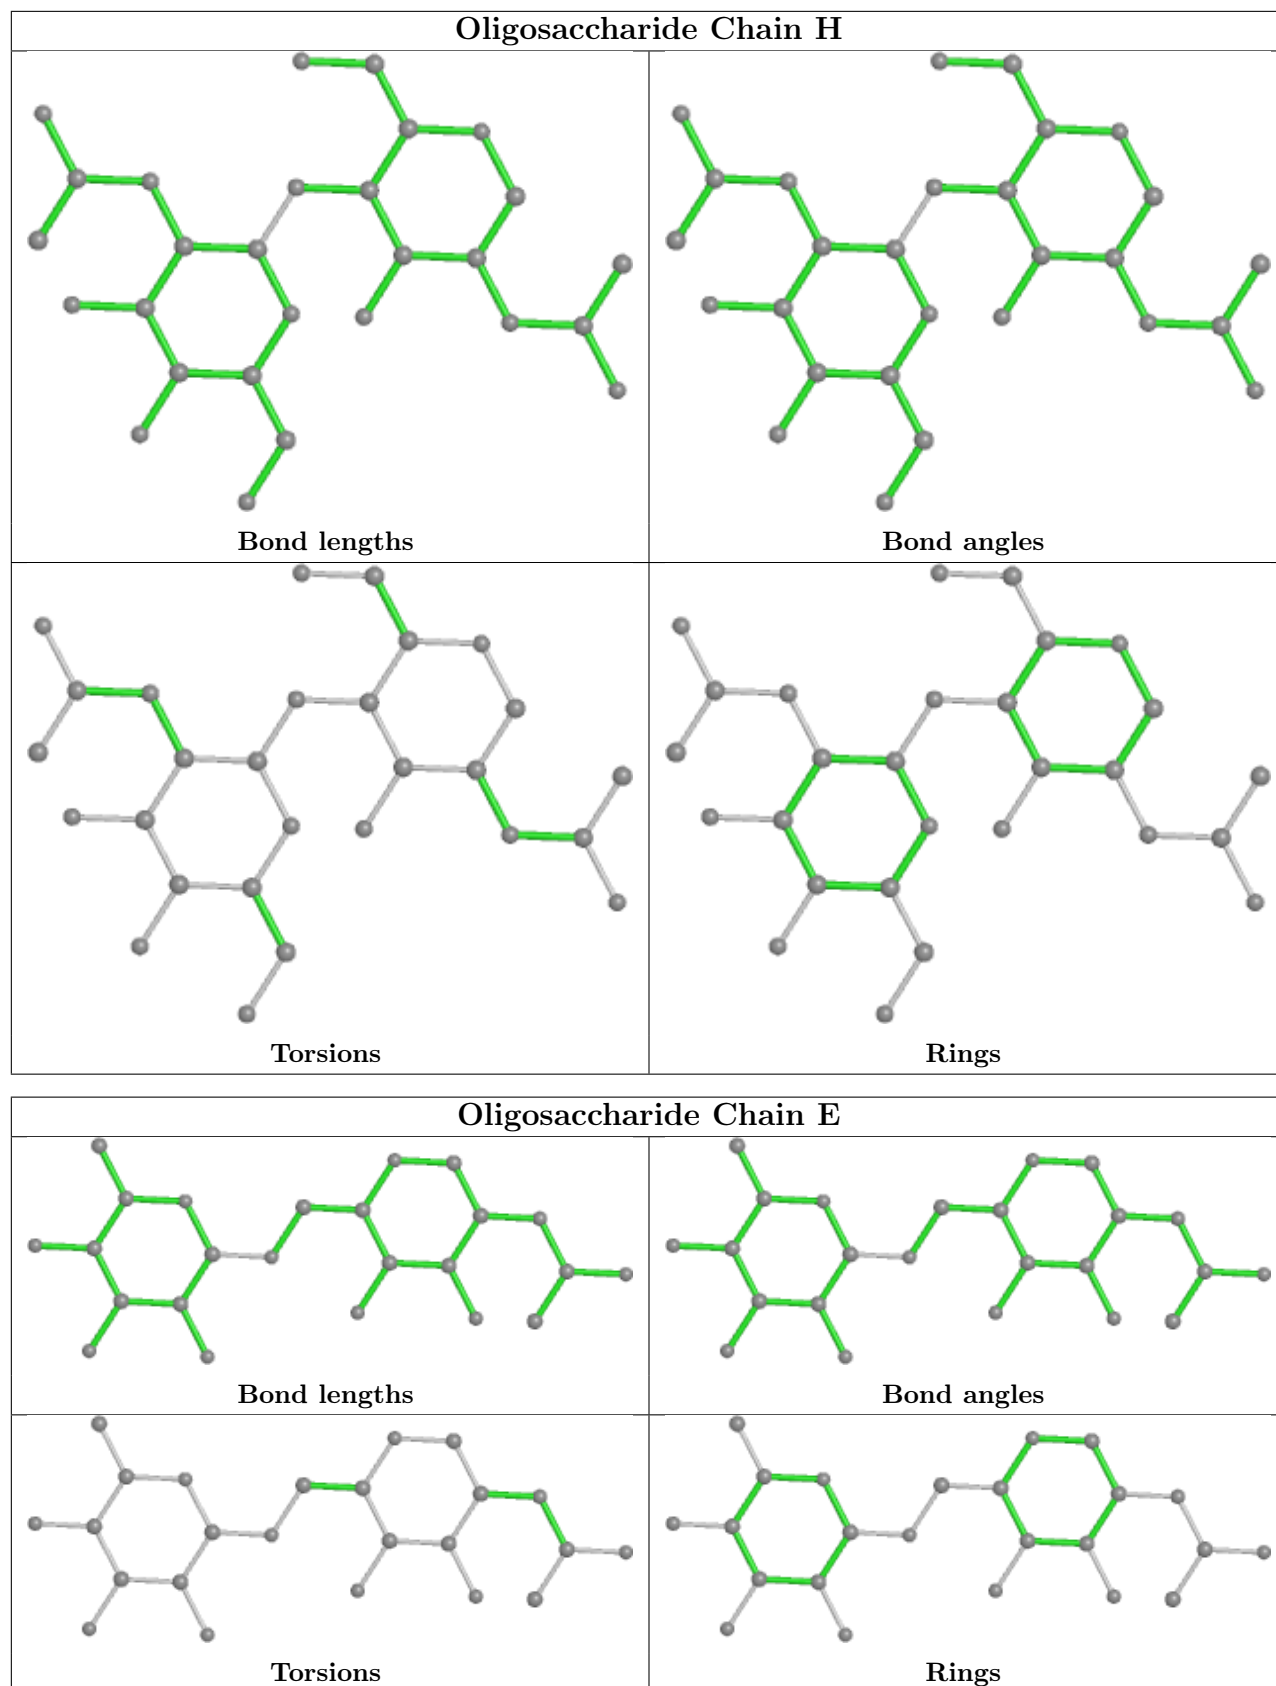 Oligosaccharide Chain H
Bond lengths
Bond angles
Torsions
Rings
Oligosaccharide Chain E
Bond lengths
Bond angles
Torsions
Rings